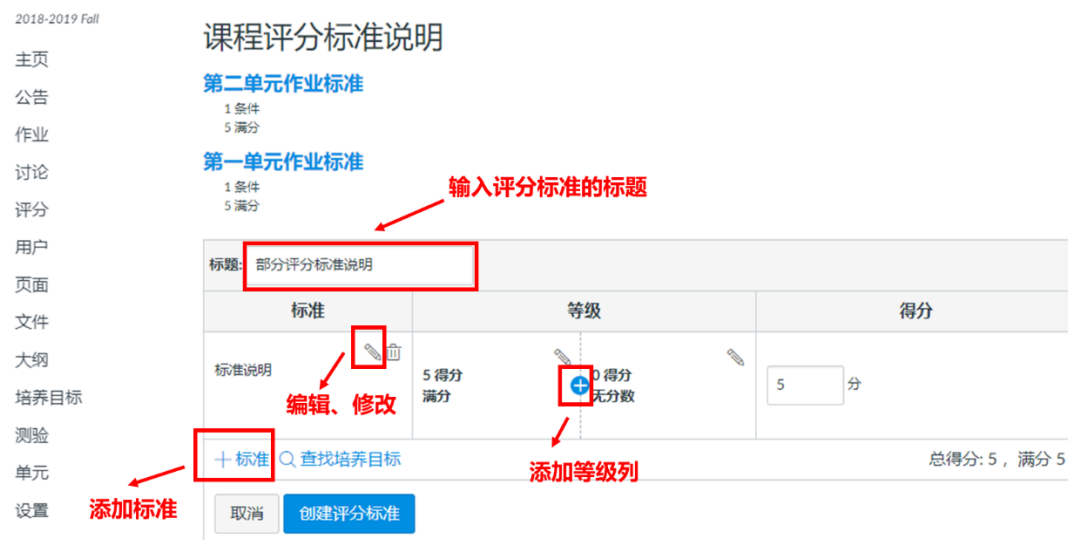 2018-2019 Fall
主页
公告
作业
讨论
评分
用户
页面
文件
大纲
培养目标
测验
单元
设置
课程评分标准说明
第二单元作业标准
1 条件
5 满分
第一单元作业标准
1 条件
5 满分
输入评分标准的标题
标题: 部分评分标准说明
标准 等级 得分
标准说明
5 得分
满分
0 得分
无分数
5 分
编辑、修改
添加等级列
+标准 查找培养目标
总得分: 5 ，满分 5
添加标准
取消 创建评分标准